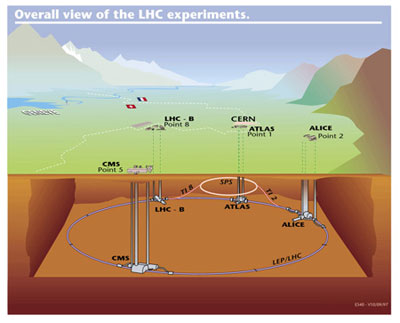 Overall view of the LHC experiments.
LHC - B
Point 8
CERN
ATLAS
Point 1
ALICE
Point 2
CMS
Point 5
TI 8
SPS
TI 2
LHC - B
ATLAS
ALICE
CMS
LEP/LHC